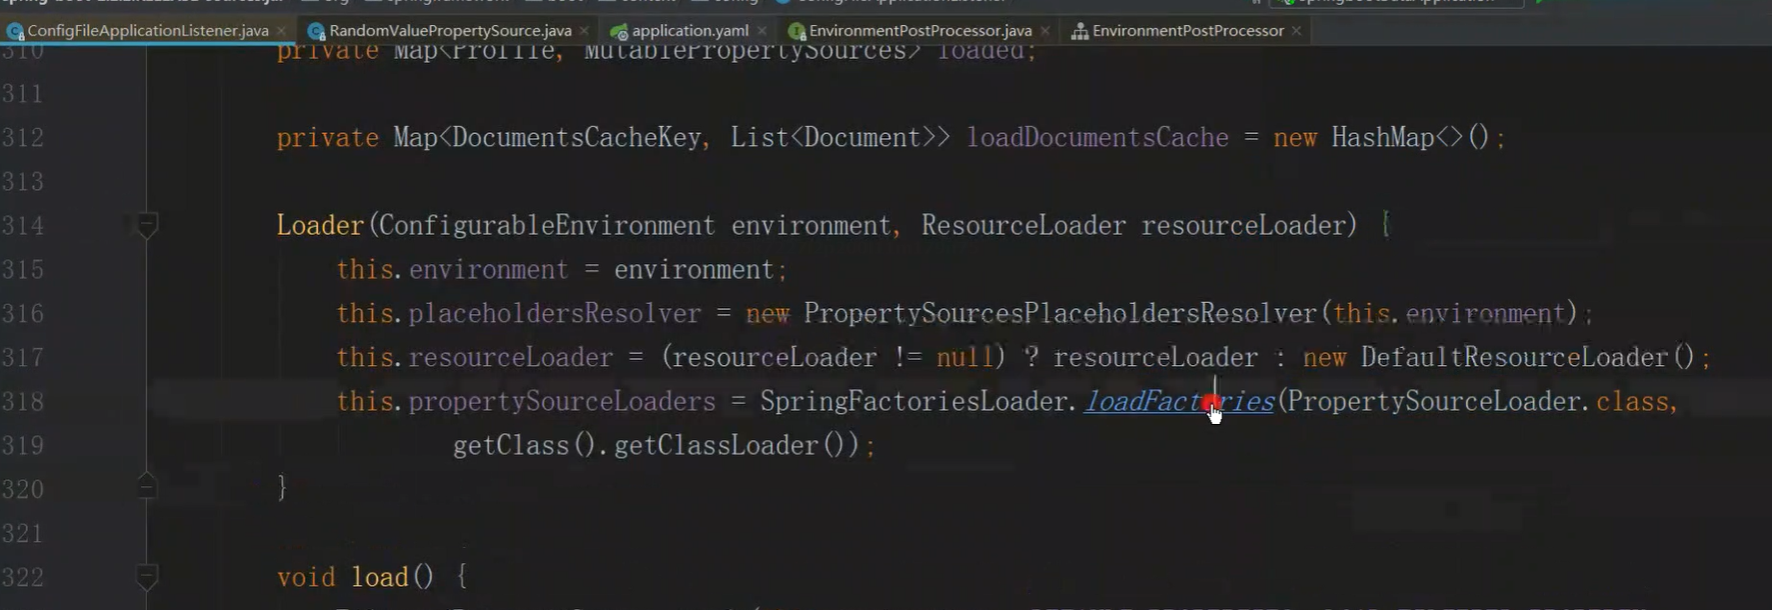 ConfigFileApplicationListener.java RandomValuePropertySource.java application.yaml EnvironmentPostProcessor.java EnvironmentPostProcessor
310 private Map<Profile, MutablePropertySources> loaded;
311
312 private Map<DocumentsCacheKey, List<Document>> loadDocumentsCache = new HashMap<>();
313
314 Loader(ConfigurableEnvironment environment, ResourceLoader resourceLoader) {
315 this.environment = environment;
316 this.placeholdersResolver = new PropertySourcesPlaceholdersResolver(this.environment);
317 this.resourceLoader = (resourceLoader != null) ? resourceLoader : new DefaultResourceLoader();
318 this.propertySourceLoaders = SpringFactoriesLoader.loadFactories(PropertySourceLoader.class,
319 getClass().getClassLoader());
320 }
321
322 void load() {